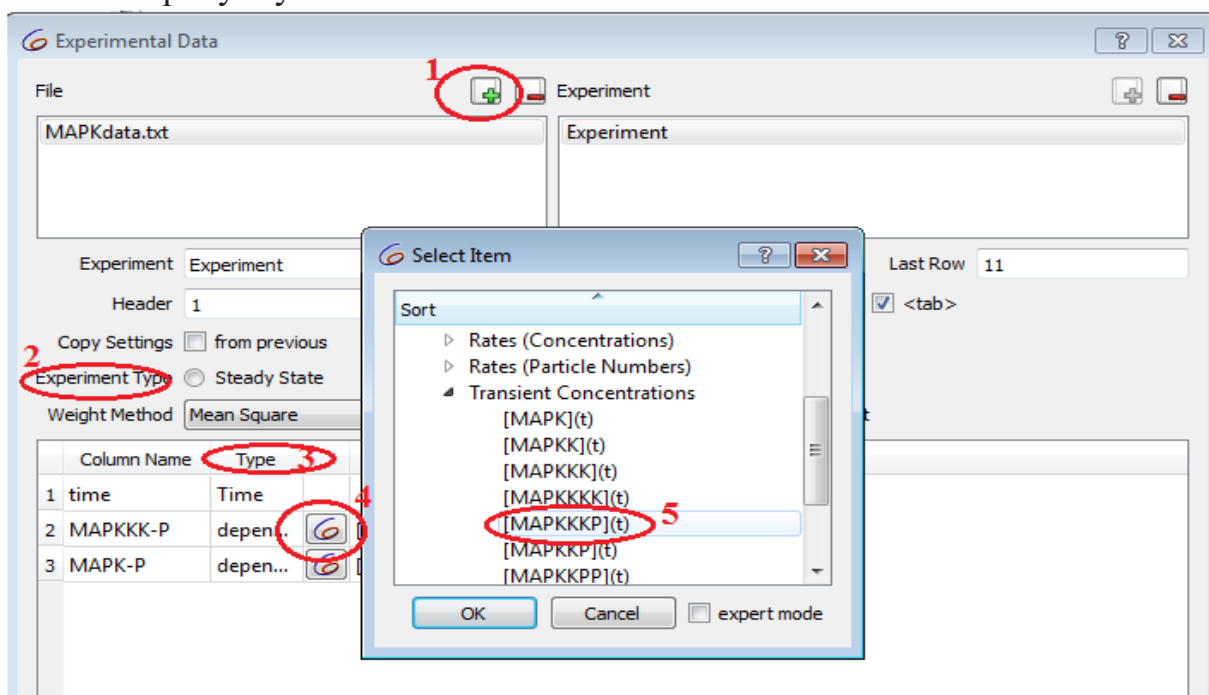 Experimental Data
1
File
Experiment
MAPKdata.txt
Experiment
Experiment
Experiment
Select Item
Last Row
11
Header
1
Sort
<tab>
Copy Settings
from previous
Rates (Concentrations)
Rates (Particle Numbers)
2
Experiment Type
Steady State
Transient Concentrations
Weight Method
Mean Square
[MAPK](t)
[MAPKK](t)
Column Name
Type
3
[MAPKKK](t)
1
time
Time
4
[MAPKKKK](t)
2
MAPKKK-P
depen...
[MAPKKKP](t)
5
3
MAPK-P
depen...
[MAPKKP](t)
[MAPKKPP](t)
OK
Cancel
expert mode